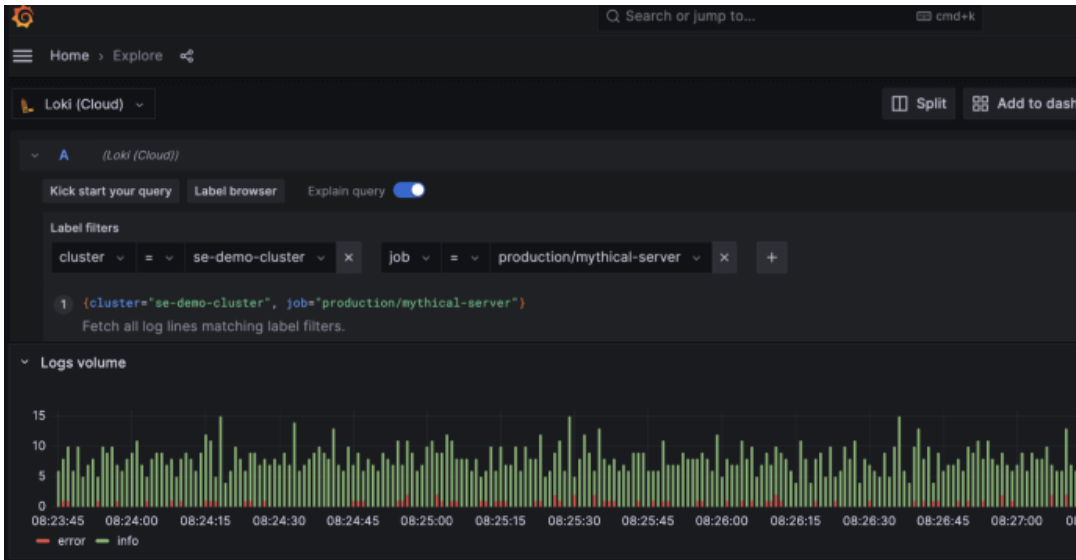 Search or jump to... cmd+k
Home › Explore
Loki (Cloud)
Split Add to dash
A (Loki (Cloud))
Kick start your query Label browser Explain query
Label filters
cluster = se-demo-cluster × job = production/mythical-server × +
1 {cluster="se-demo-cluster", job="production/mythical-server"}
Fetch all log lines matching label filters.
Logs volume
15
10
5
0
08:23:45 08:24:00 08:24:15 08:24:30 08:24:45 08:25:00 08:25:15 08:25:30 08:25:45 08:26:00 08:26:15 08:26:30 08:26:45 08:27:00
error info